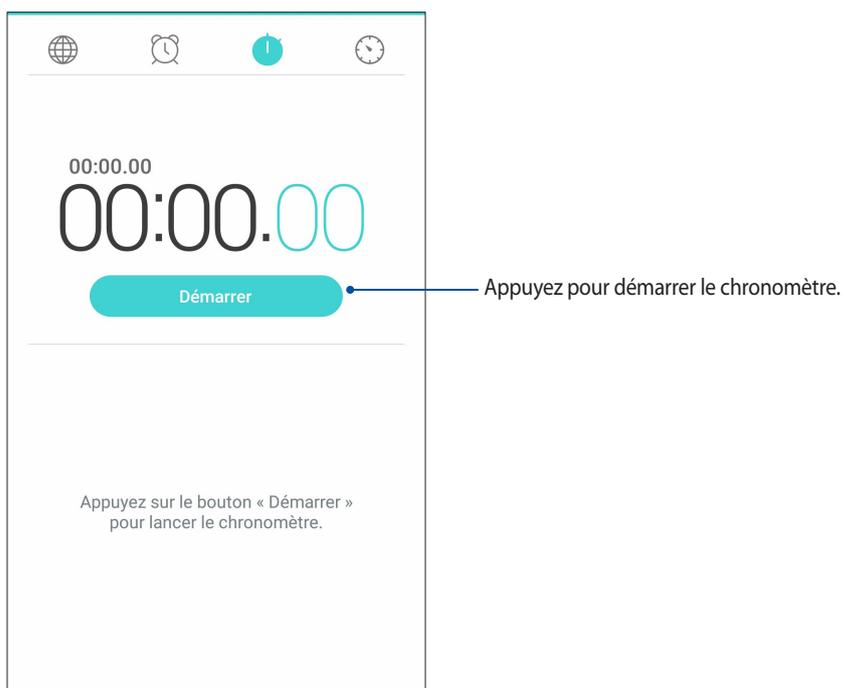 00:00.00
00:00.00
Démarrer
Appuyez pour démarrer le chronomètre.
Appuyez sur le bouton « Démarrer »
pour lancer le chronomètre.